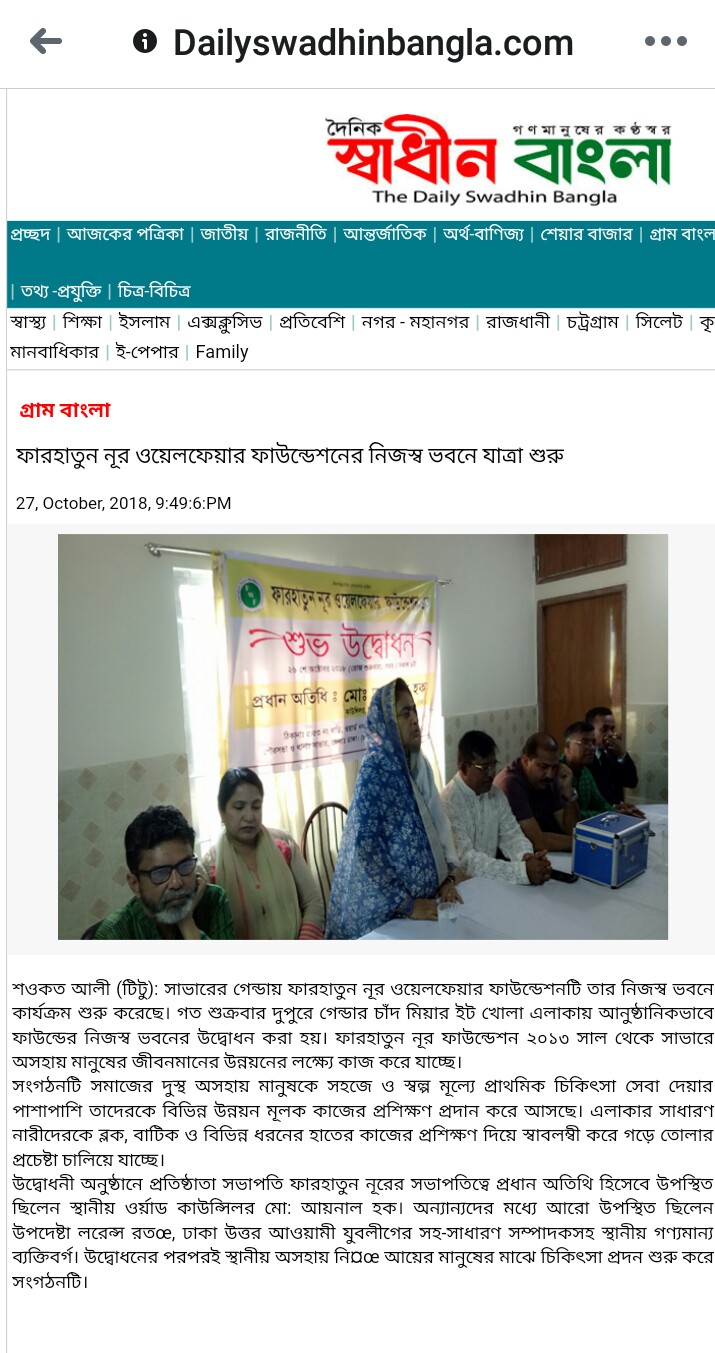 Dailyswadhinbangla.com
দৈনিক
গণমানুষের কণ্ঠস্বর
স্বাধীন বাংলা
The Daily Swadhin Bangla
প্রচ্ছদ | আজকের পত্রিকা | জাতীয় | রাজনীতি | আন্তর্জাতিক | অর্থ-বাণিজ্য | শেয়ার বাজার | গ্রাম বাংল
| তথ্য -প্রযুক্তি | চিত্র-বিচিত্র
স্বাস্থ্য | শিক্ষা | ইসলাম | এক্সক্লুসিভ | প্রতিবেশি | নগর - মহানগর | রাজধানী | চট্রগ্রাম | সিলেট | কৃ
মানবাধিকার | ই-পেপার | Family
গ্রাম বাংলা
ফারহাতুন নূর ওয়েলফেয়ার ফাউন্ডেশনের নিজস্ব ভবনে যাত্রা শুরু
27, October, 2018, 9:49:6:PM
ফারহাতুন নূর ওয়েলফেয়ার ফাউন্ডেশন
শুভ উদ্বোধন
প্রধান অতিথি : মোঃ হক
শওকত আলী (টিটু): সাভারের গেন্ডায় ফারহাতুন নূর ওয়েলফেয়ার ফাউন্ডেশনটি তার নিজস্ব ভবনে
কার্যক্রম শুরু করেছে। গত শুক্রবার দুপুরে গেন্ডার চাঁদ মিয়ার ইট খোলা এলাকায় আনুষ্ঠানিকভাবে
ফাউন্ডের নিজস্ব ভবনের উদ্বোধন করা হয়। ফারহাতুন নূর ফাউন্ডেশন ২০১৩ সাল থেকে সাভারে
অসহায় মানুষের জীবনমানের উন্নয়নের লক্ষ্যে কাজ করে যাচ্ছে।
সংগঠনটি সমাজের দুস্থ অসহায় মানুষকে সহজে ও স্বল্প মূল্যে প্রাথমিক চিকিৎসা সেবা দেয়ার
পাশাপাশি তাদেরকে বিভিন্ন উন্নয়ন মূলক কাজের প্রশিক্ষণ প্রদান করে আসছে। এলাকার সাধারণ
নারীদেরকে ব্লক, বাটিক ও বিভিন্ন ধরনের হাতের কাজের প্রশিক্ষণ দিয়ে স্বাবলম্বী করে গড়ে তোলার
প্রচেষ্টা চালিয়ে যাচ্ছে।
উদ্বোধনী অনুষ্ঠানে প্রতিষ্ঠাতা সভাপতি ফারহাতুন নূরের সভাপতিত্বে প্রধান অতিথি হিসেবে উপস্থিত
ছিলেন স্থানীয় ওর্য়াড কাউন্সিলর মো: আয়নাল হক। অন্যান্যদের মধ্যে আরো উপস্থিত ছিলেন
উপদেষ্টা লরেন্স রতœ, ঢাকা উত্তর আওয়ামী যুবলীগের সহ-সাধারণ সম্পাদকসহ স্থানীয় গণ্যমান্য
ব্যক্তিবর্গ। উদ্বোধনের পরপরই স্থানীয় অসহায় নি¤œ আয়ের মানুষের মাঝে চিকিৎসা প্রদন শুরু করে
সংগঠনটি।